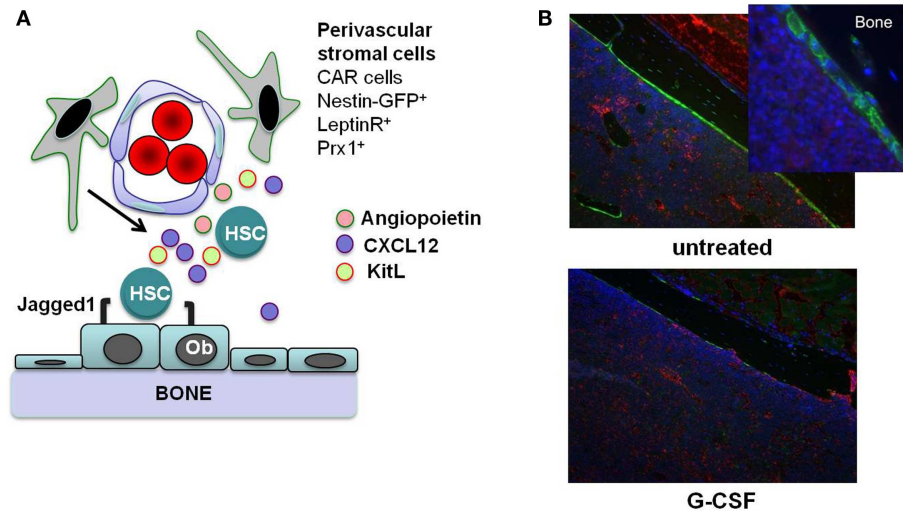 A
Perivascular
stromal cells
CAR cells
Nestin-GFP⁺
LeptinR⁺
Prx1⁺
HSC
Angiopoietin
CXCL12
KitL
HSC
Jagged1
Ob
BONE
B
Bone
untreated
G-CSF